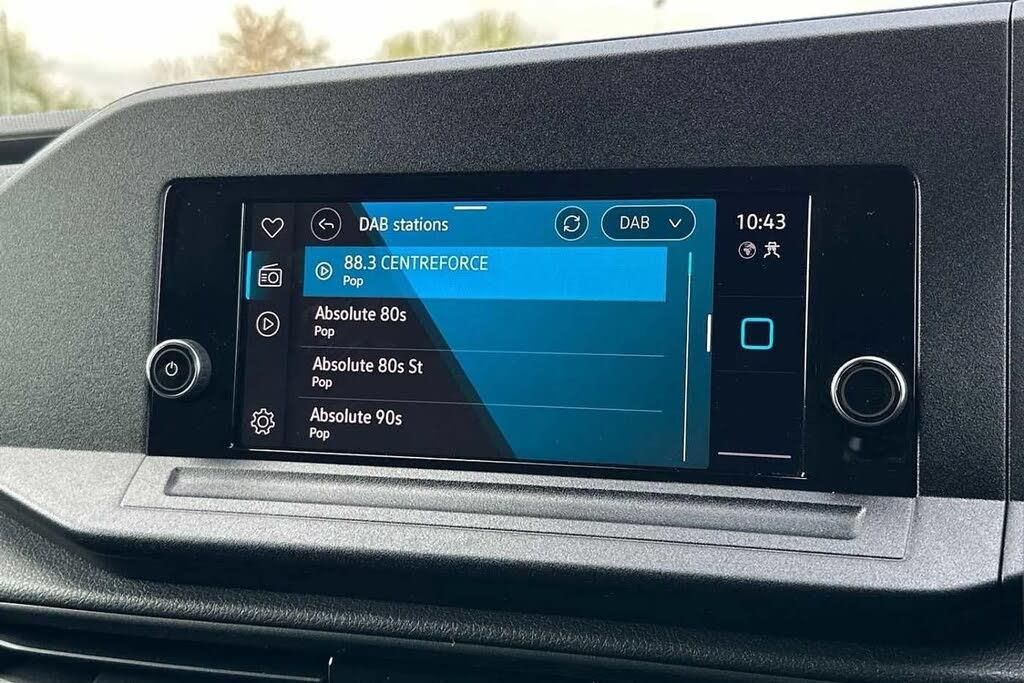 DAB stations
DAB
10:43
88.3 CENTREFORCE
Pop
Absolute 80s
Pop
Absolute 80s St
Pop
Absolute 90s
Pop